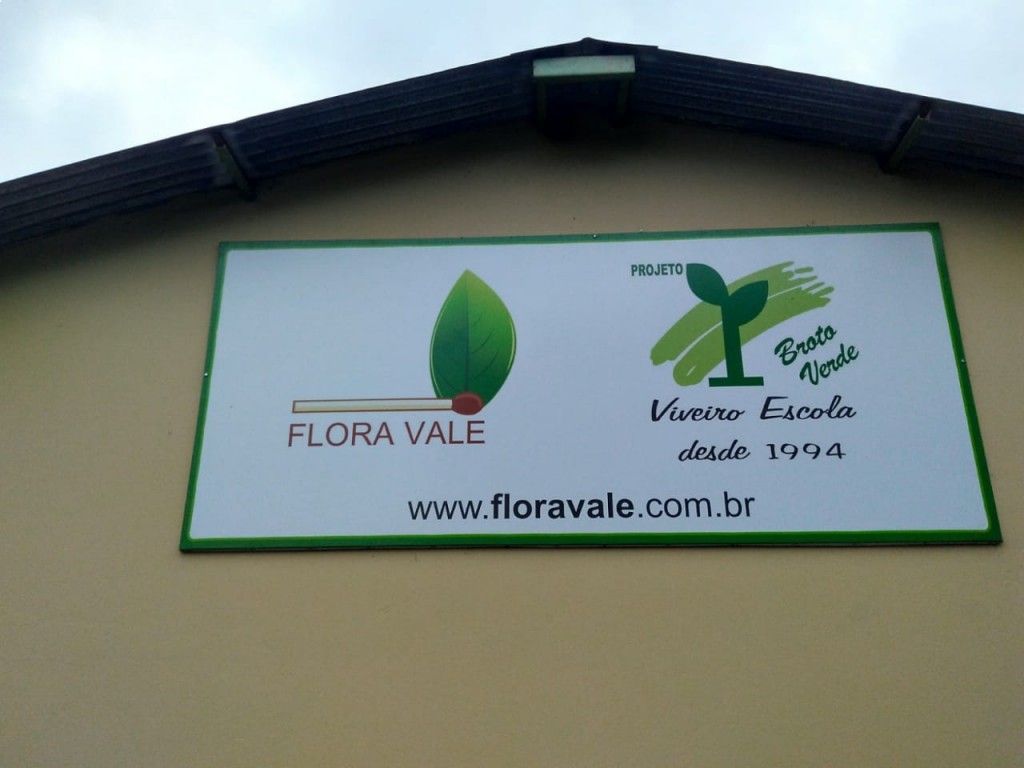 FLORA VALE
PROJETO
Broto
Verde
Viveiro Escola
desde 1994
www.floravale.com.br